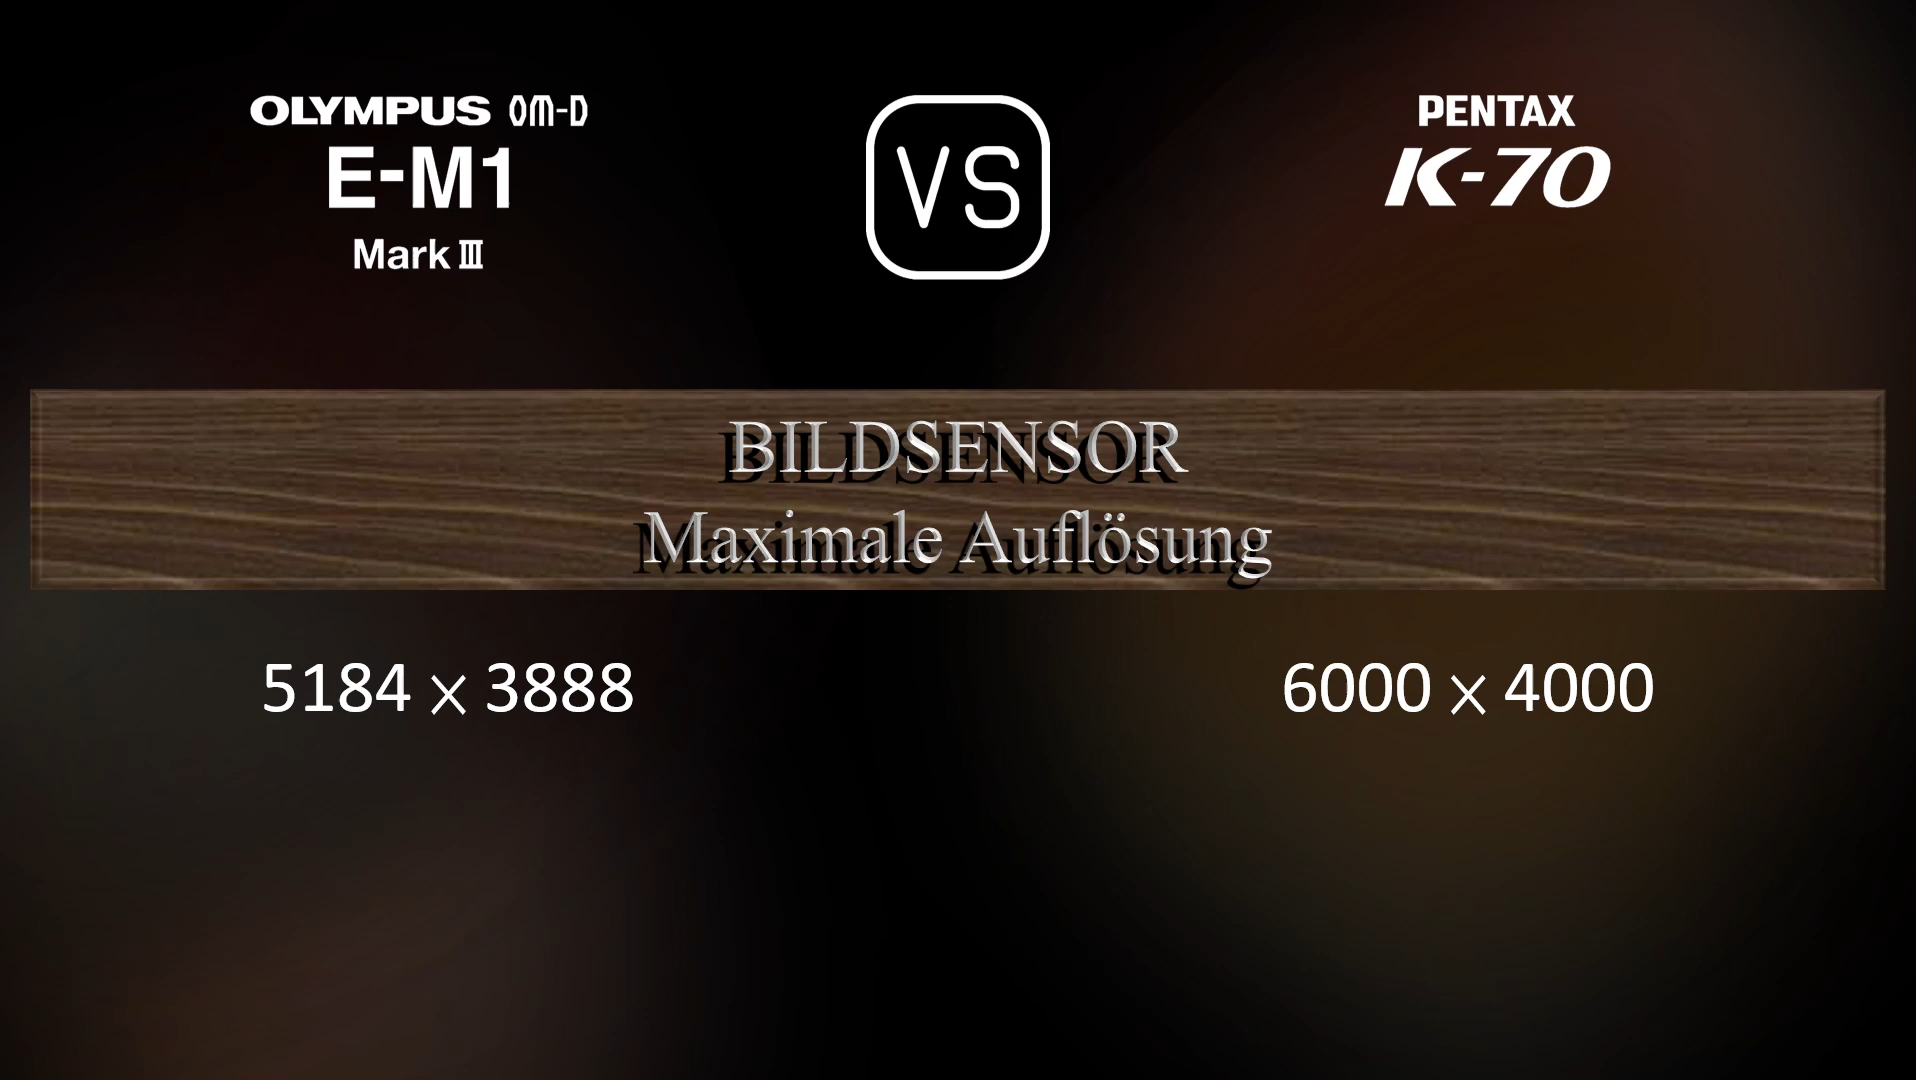 OLYMPUS OM-D
E-M1
Mark III
VS
PENTAX
K-70
BILDSENSOR
Maximale Auflösung
5184 x 3888
6000 x 4000